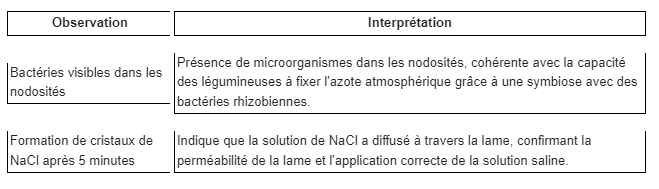 Observation Interprétation
Bactéries visibles dans les
nodosités
Présence de microorganismes dans les nodosités, cohérente avec la capacité
des légumineuses à fixer l'azote atmosphérique grâce à une symbiose avec des
bactéries rhizobiennes.
Formation de cristaux de
NaCl après 5 minutes
Indique que la solution de NaCl a diffusé à travers la lame, confirmant la
perméabilité de la lame et l'application correcte de la solution saline.